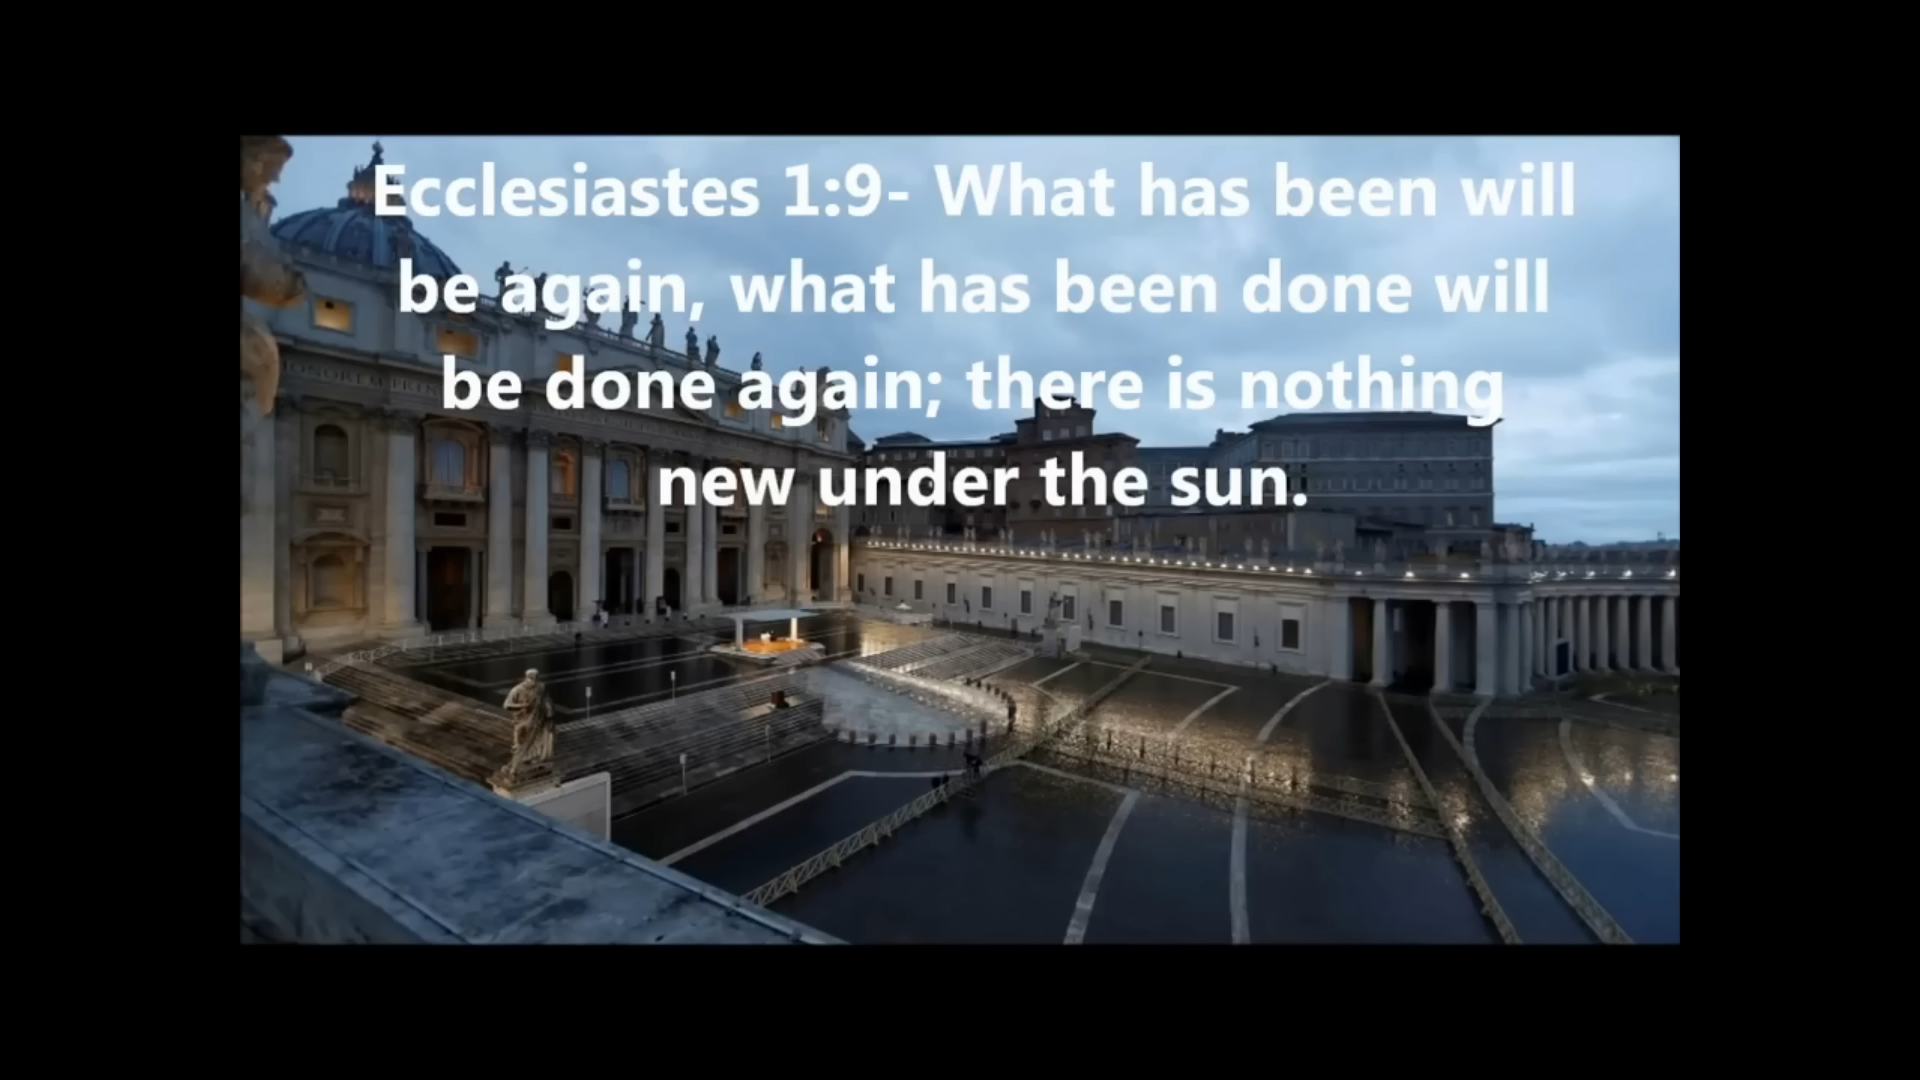 Ecclesiastes 1:9- What has been will
be again, what has been done will
be done again; there is nothing
new under the sun.